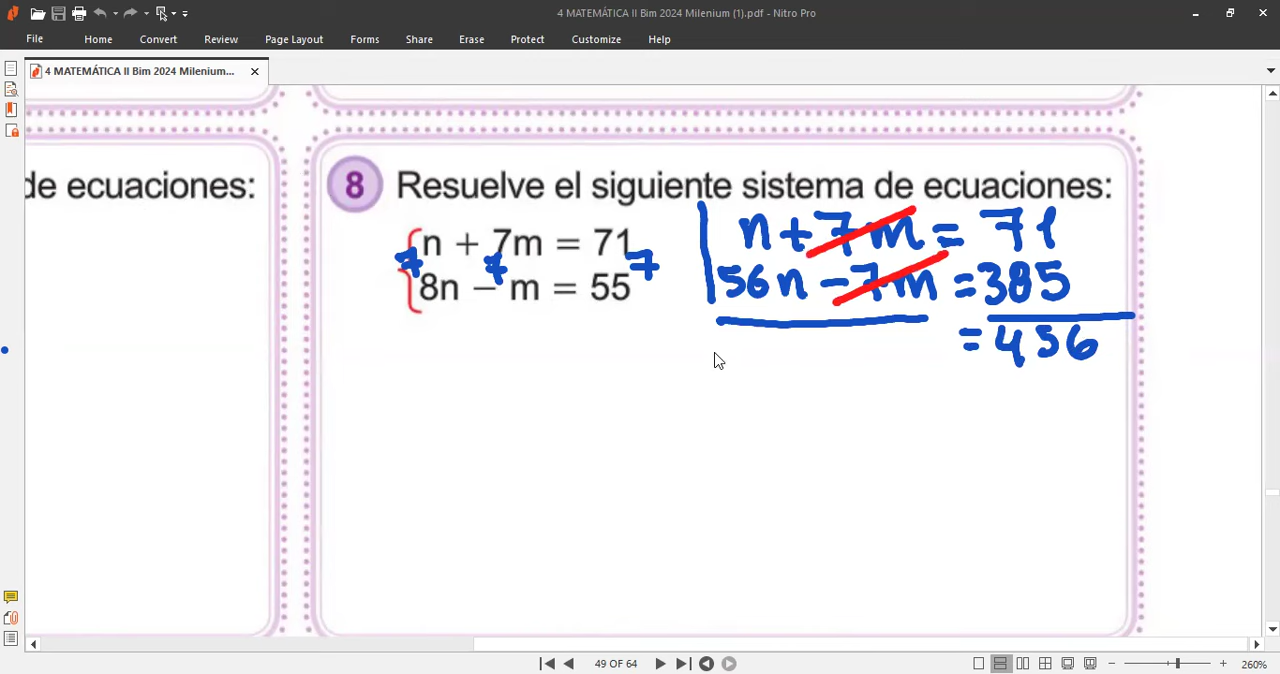 4 MATEMÁTICA II Bim 2024 Milenium (1).pdf - Nitro Pro
File Home Convert Review Page Layout Forms Share Erase Protect Customize Help
4 MATEMÁTICA II Bim 2024 Milenium...
de ecuaciones:
8 Resuelve el siguiente sistema de ecuaciones:
n + 7m = 71
8n - m = 55
7 7 7
n + 7m = 71
56n - 7m = 385
= 456
49 OF 64
260%